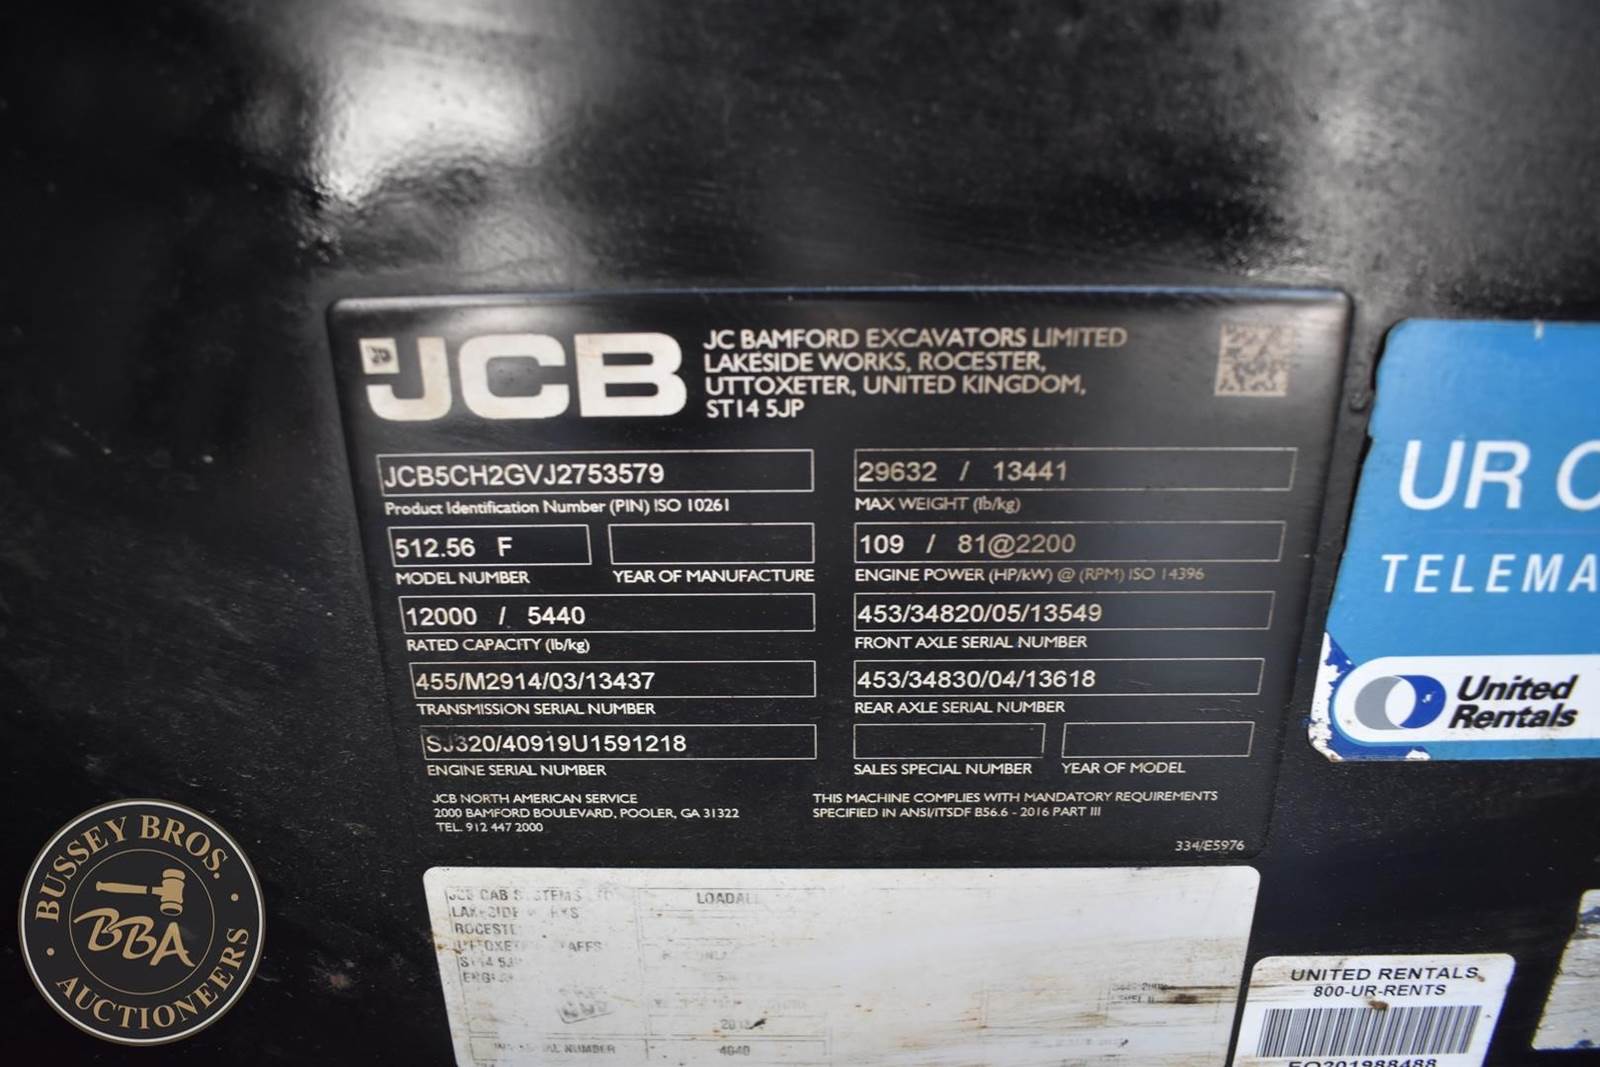 JCB
JC BAMFORD EXCAVATORS LIMITED
LAKESIDE WORKS, ROCESTER,
UTTOXETER, UNITED KINGDOM,
ST14 5JP
JCB5CH2GVJ2753579
Product Identification Number (PIN) ISO 10261
512.56 F
MODEL NUMBER
YEAR OF MANUFACTURE
12000 / 5440
RATED CAPACITY (lb/kg)
455/M2914/03/13437
TRANSMISSION SERIAL NUMBER
SJ320/40919U1591218
ENGINE SERIAL NUMBER
29632 / 13441
MAX WEIGHT (lb/kg)
109 / 81@2200
ENGINE POWER (HP/kW) @ (RPM) ISO 14396
453/34820/05/13549
FRONT AXLE SERIAL NUMBER
453/34830/04/13618
REAR AXLE SERIAL NUMBER
SALES SPECIAL NUMBER
YEAR OF MODEL
JCB NORTH AMERICAN SERVICE
2000 BAMFORD BOULEVARD, POOLER, GA 31322
TEL. 912 447 2000
THIS MACHINE COMPLIES WITH MANDATORY REQUIREMENTS
SPECIFIED IN ANSI/ITSDF B56.6 - 2016 PART III
334/E5976
UR
TELEMA
United
Rentals
JCB CAB
LOADALL
ROCESTE
NUMBER
4040
UNITED RENTALS
800-UR-RENTS
EQ201988488
BUSSEY BROS.
BBA
AUCTIONEERS